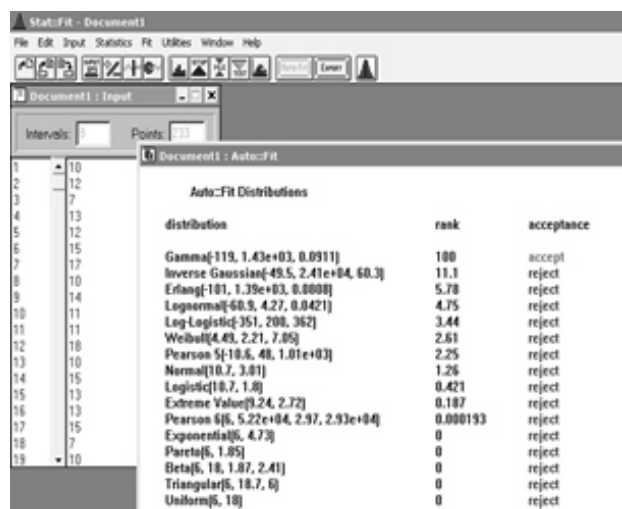 Stat::Fit - Document1
File Edit Input Statistics Fit Utilities Window Help
Document1 : Input
Intervals: 8 Points: 233
1 10
2 12
3 7
4 13
5 12
6 15
7 17
8 10
9 14
10 11
11 11
12 18
13 10
14 15
15 13
16 13
17 15
18 7
19 10
Document1 : Auto::Fit
Auto::Fit Distributions
distribution rank acceptance
Gamma(-119, 1.43e+03, 0.0911) 100 accept
Inverse Gaussian(-49.5, 2.41e+04, 60.3) 11.1 reject
Erlang(-101, 1.39e+03, 0.0808) 5.78 reject
Lognormal(-60.9, 4.27, 0.0421) 4.75 reject
Log-Logistic(-351, 208, 362) 3.44 reject
Weibull(4.49, 2.21, 7.05) 2.61 reject
Pearson 5(-10.6, 48, 1.01e+03) 2.25 reject
Normal(10.7, 3.01) 1.26 reject
Logistic(10.7, 1.8) 0.421 reject
Extreme Value(9.24, 2.72) 0.187 reject
Pearson 6(6, 5.22e+04, 2.97, 2.93e+04) 0.000193 reject
Exponential(6, 4.73) 0 reject
Pareto(6, 1.85) 0 reject
Beta(6, 18, 1.87, 2.41) 0 reject
Triangular(6, 18.7, 6) 0 reject
Uniform(6, 18) 0 reject